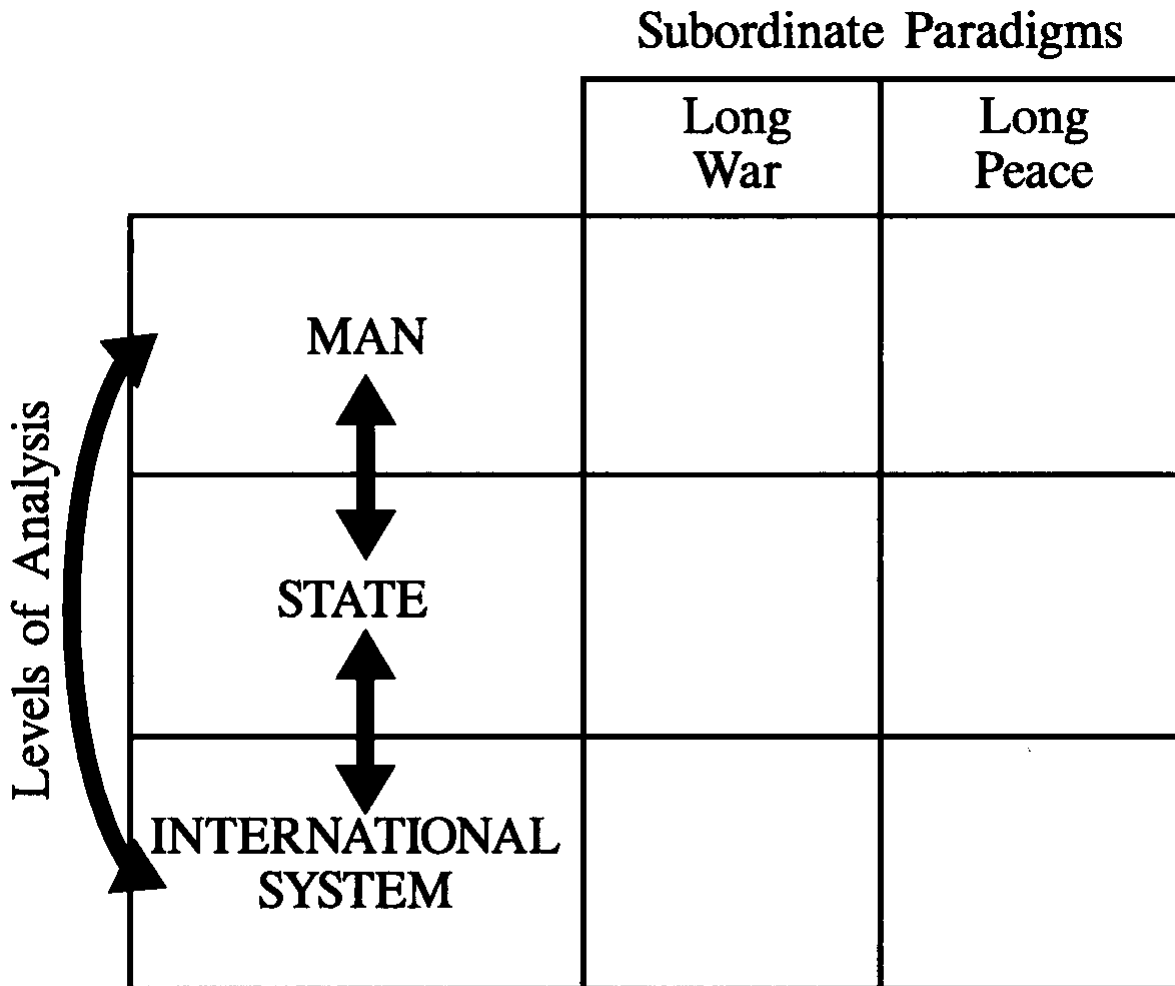 Subordinate Paradigms
Long
War
Long
Peace
Levels of Analysis
MAN
STATE
INTERNATIONAL
SYSTEM